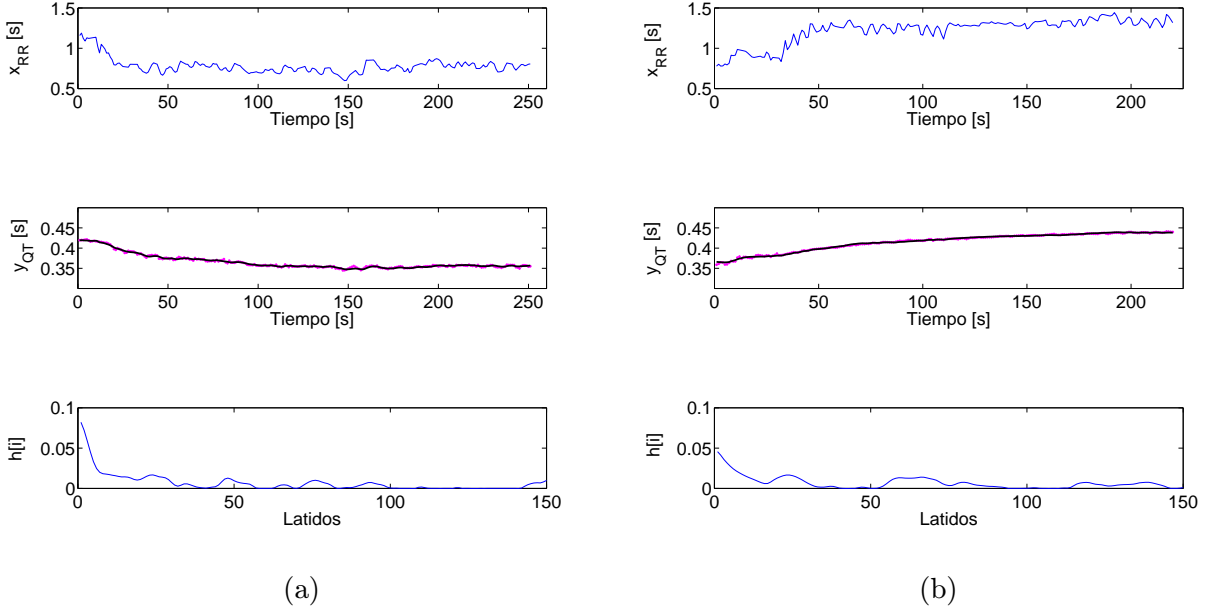 1.5
1
0.5
x_RR [s]
0 50 100 150 200 250
Tiempo [s]
0.45
0.4
0.35
y_QT [s]
0 50 100 150 200 250
Tiempo [s]
0.1
0.05
0
h[i]
0 50 100 150
Latidos
(a)
1.5
1
0.5
x_RR [s]
0 50 100 150 200
Tiempo [s]
0.45
0.4
0.35
y_QT [s]
0 50 100 150 200
Tiempo [s]
0.1
0.05
0
h[i]
0 50 100 150
Latidos
(b)